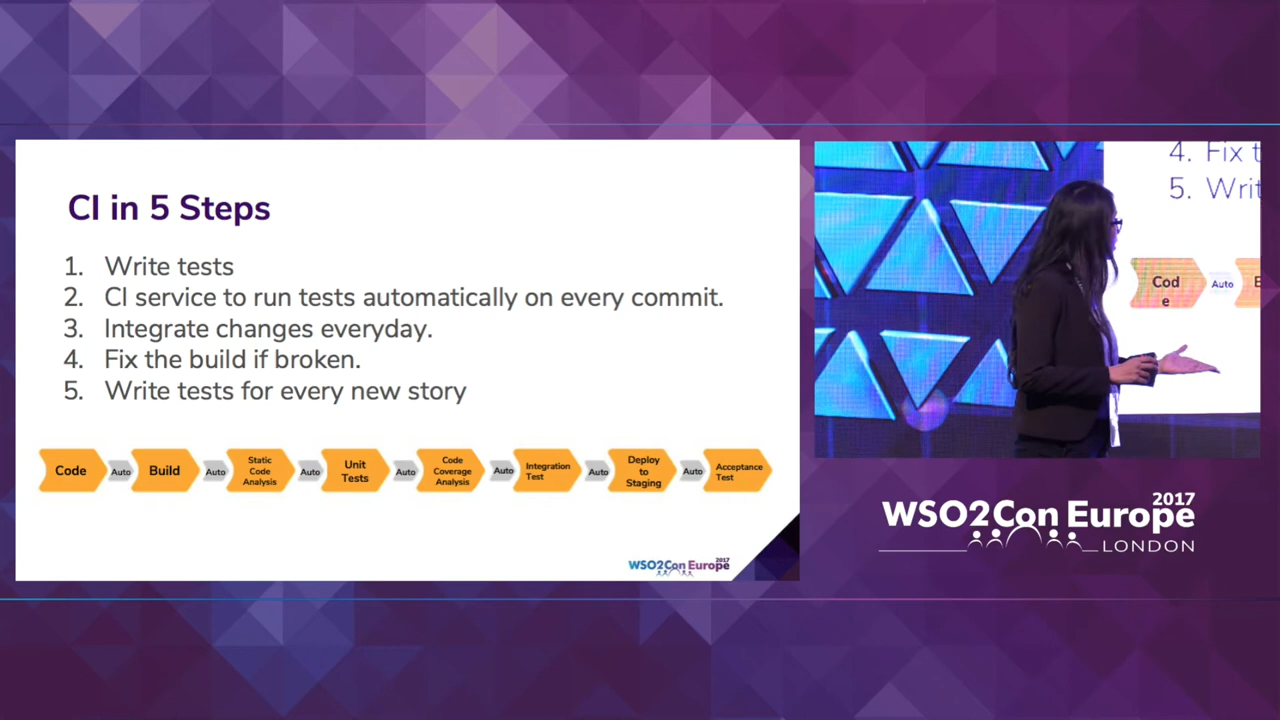 CI in 5 Steps
1. Write tests
2. CI service to run tests automatically on every commit.
3. Integrate changes everyday.
4. Fix the build if broken.
5. Write tests for every new story
Code
Auto
Build
Auto
Static
Code
Analysis
Auto
Unit
Tests
Auto
Code
Coverage
Analysis
Auto
Integration
Test
Auto
Deploy
to
Staging
Auto
Acceptance
Test
WSO2Con Europe 2017
4. Fix t
5. Writ
Cod
e
Auto
WSO2Con Europe 2017
LONDON